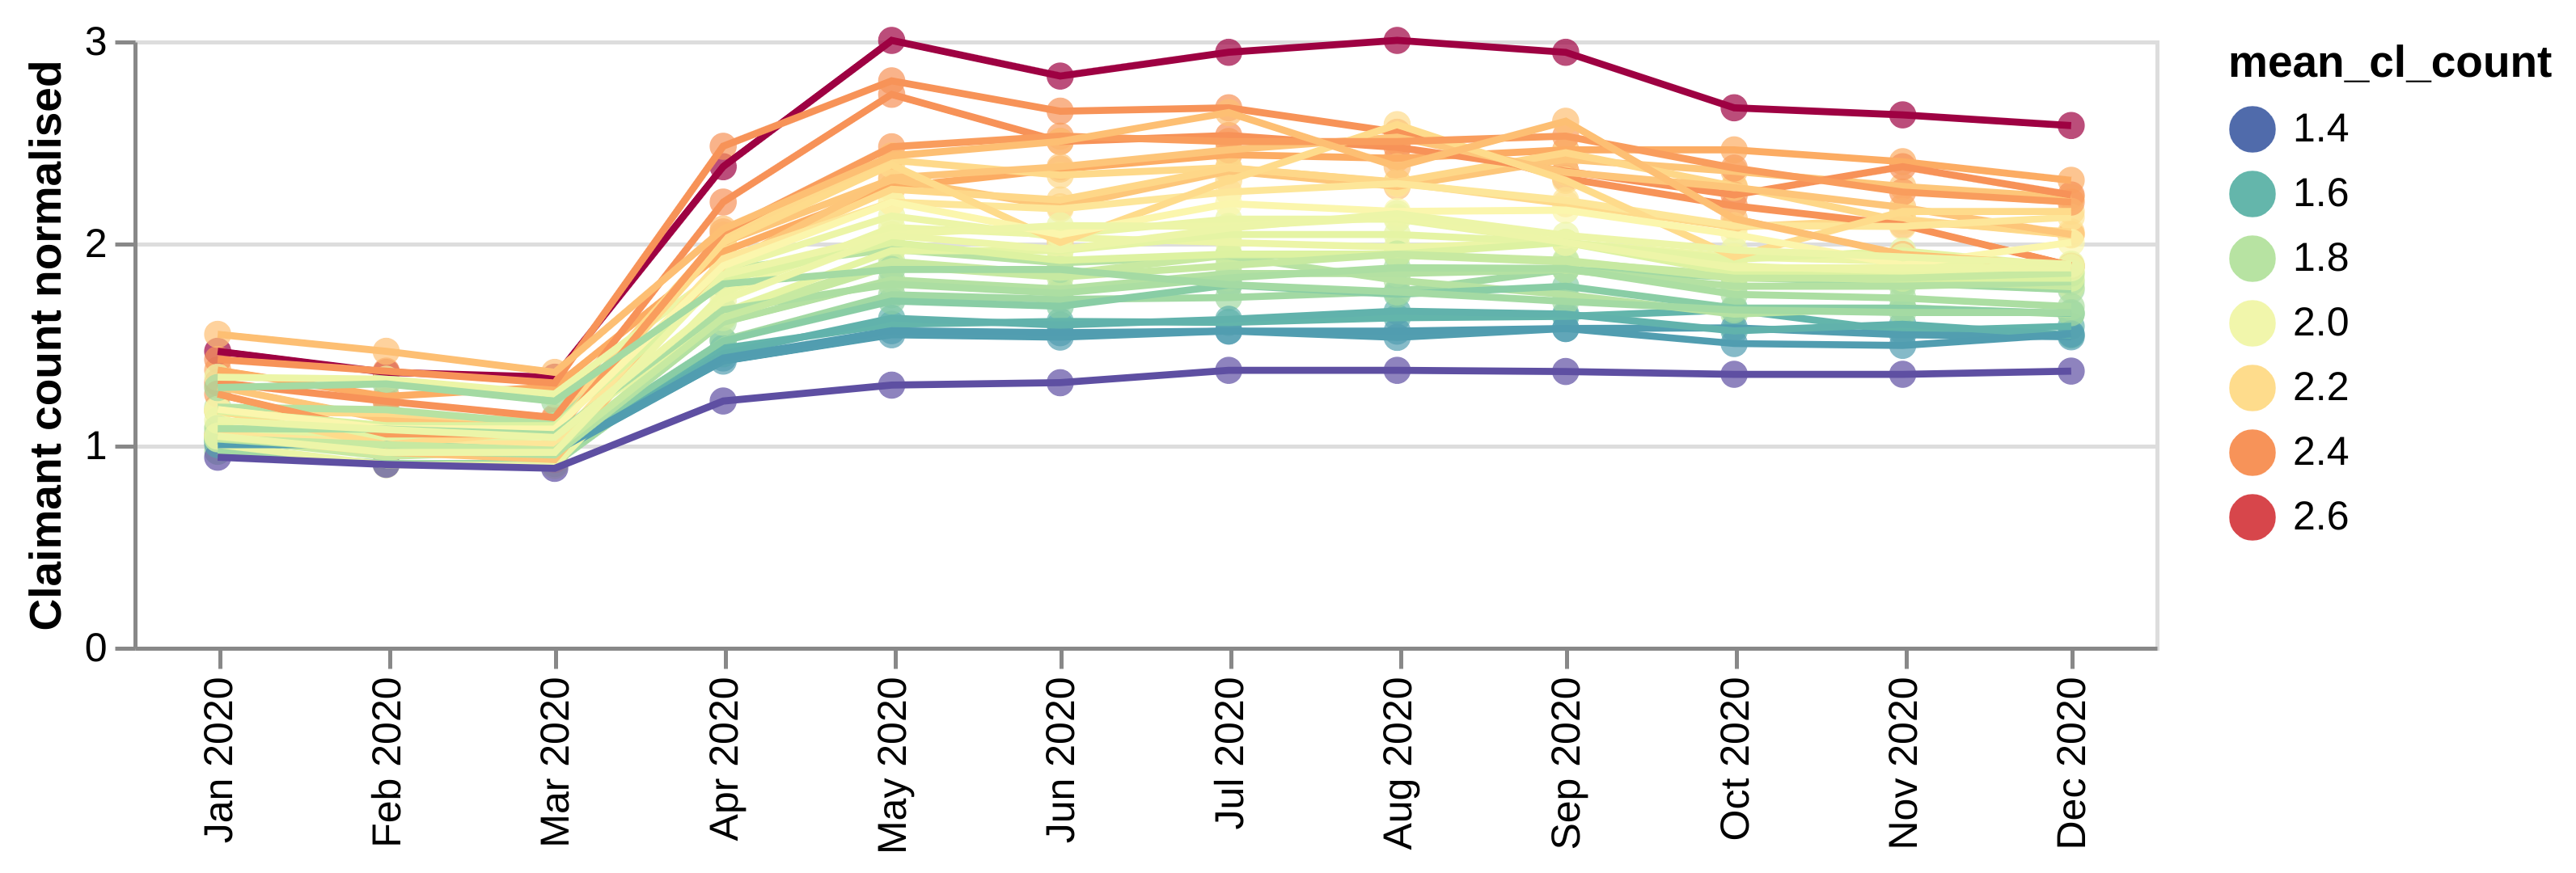 Claimant count normalised
3
2
1
0
Jan 2020
Feb 2020
Mar 2020
Apr 2020
May 2020
Jun 2020
Jul 2020
Aug 2020
Sep 2020
Oct 2020
Nov 2020
Dec 2020
mean_cl_count
1.4
1.6
1.8
2.0
2.2
2.4
2.6